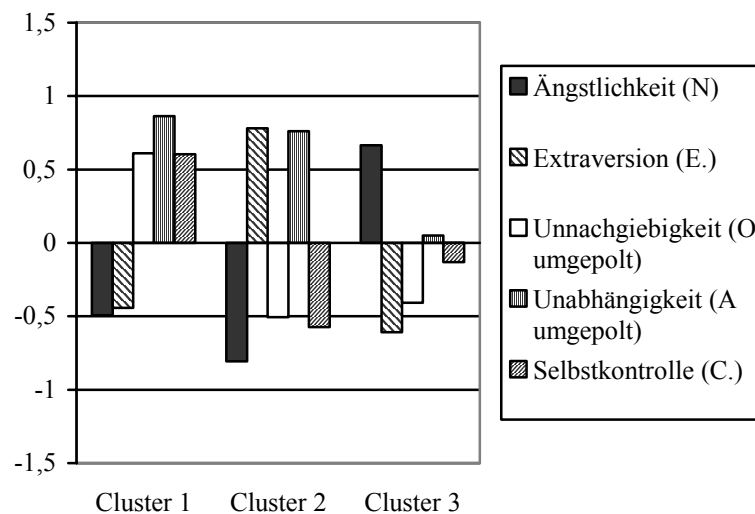 1,5
1
0,5
0
-0,5
-1
-1,5
Cluster 1 Cluster 2 Cluster 3
Ängstlichkeit (N)
Extraversion (E.)
Unnachgiebigkeit (O
umgepolt)
Unabhängigkeit (A
umgepolt)
Selbstkontrolle (C.)